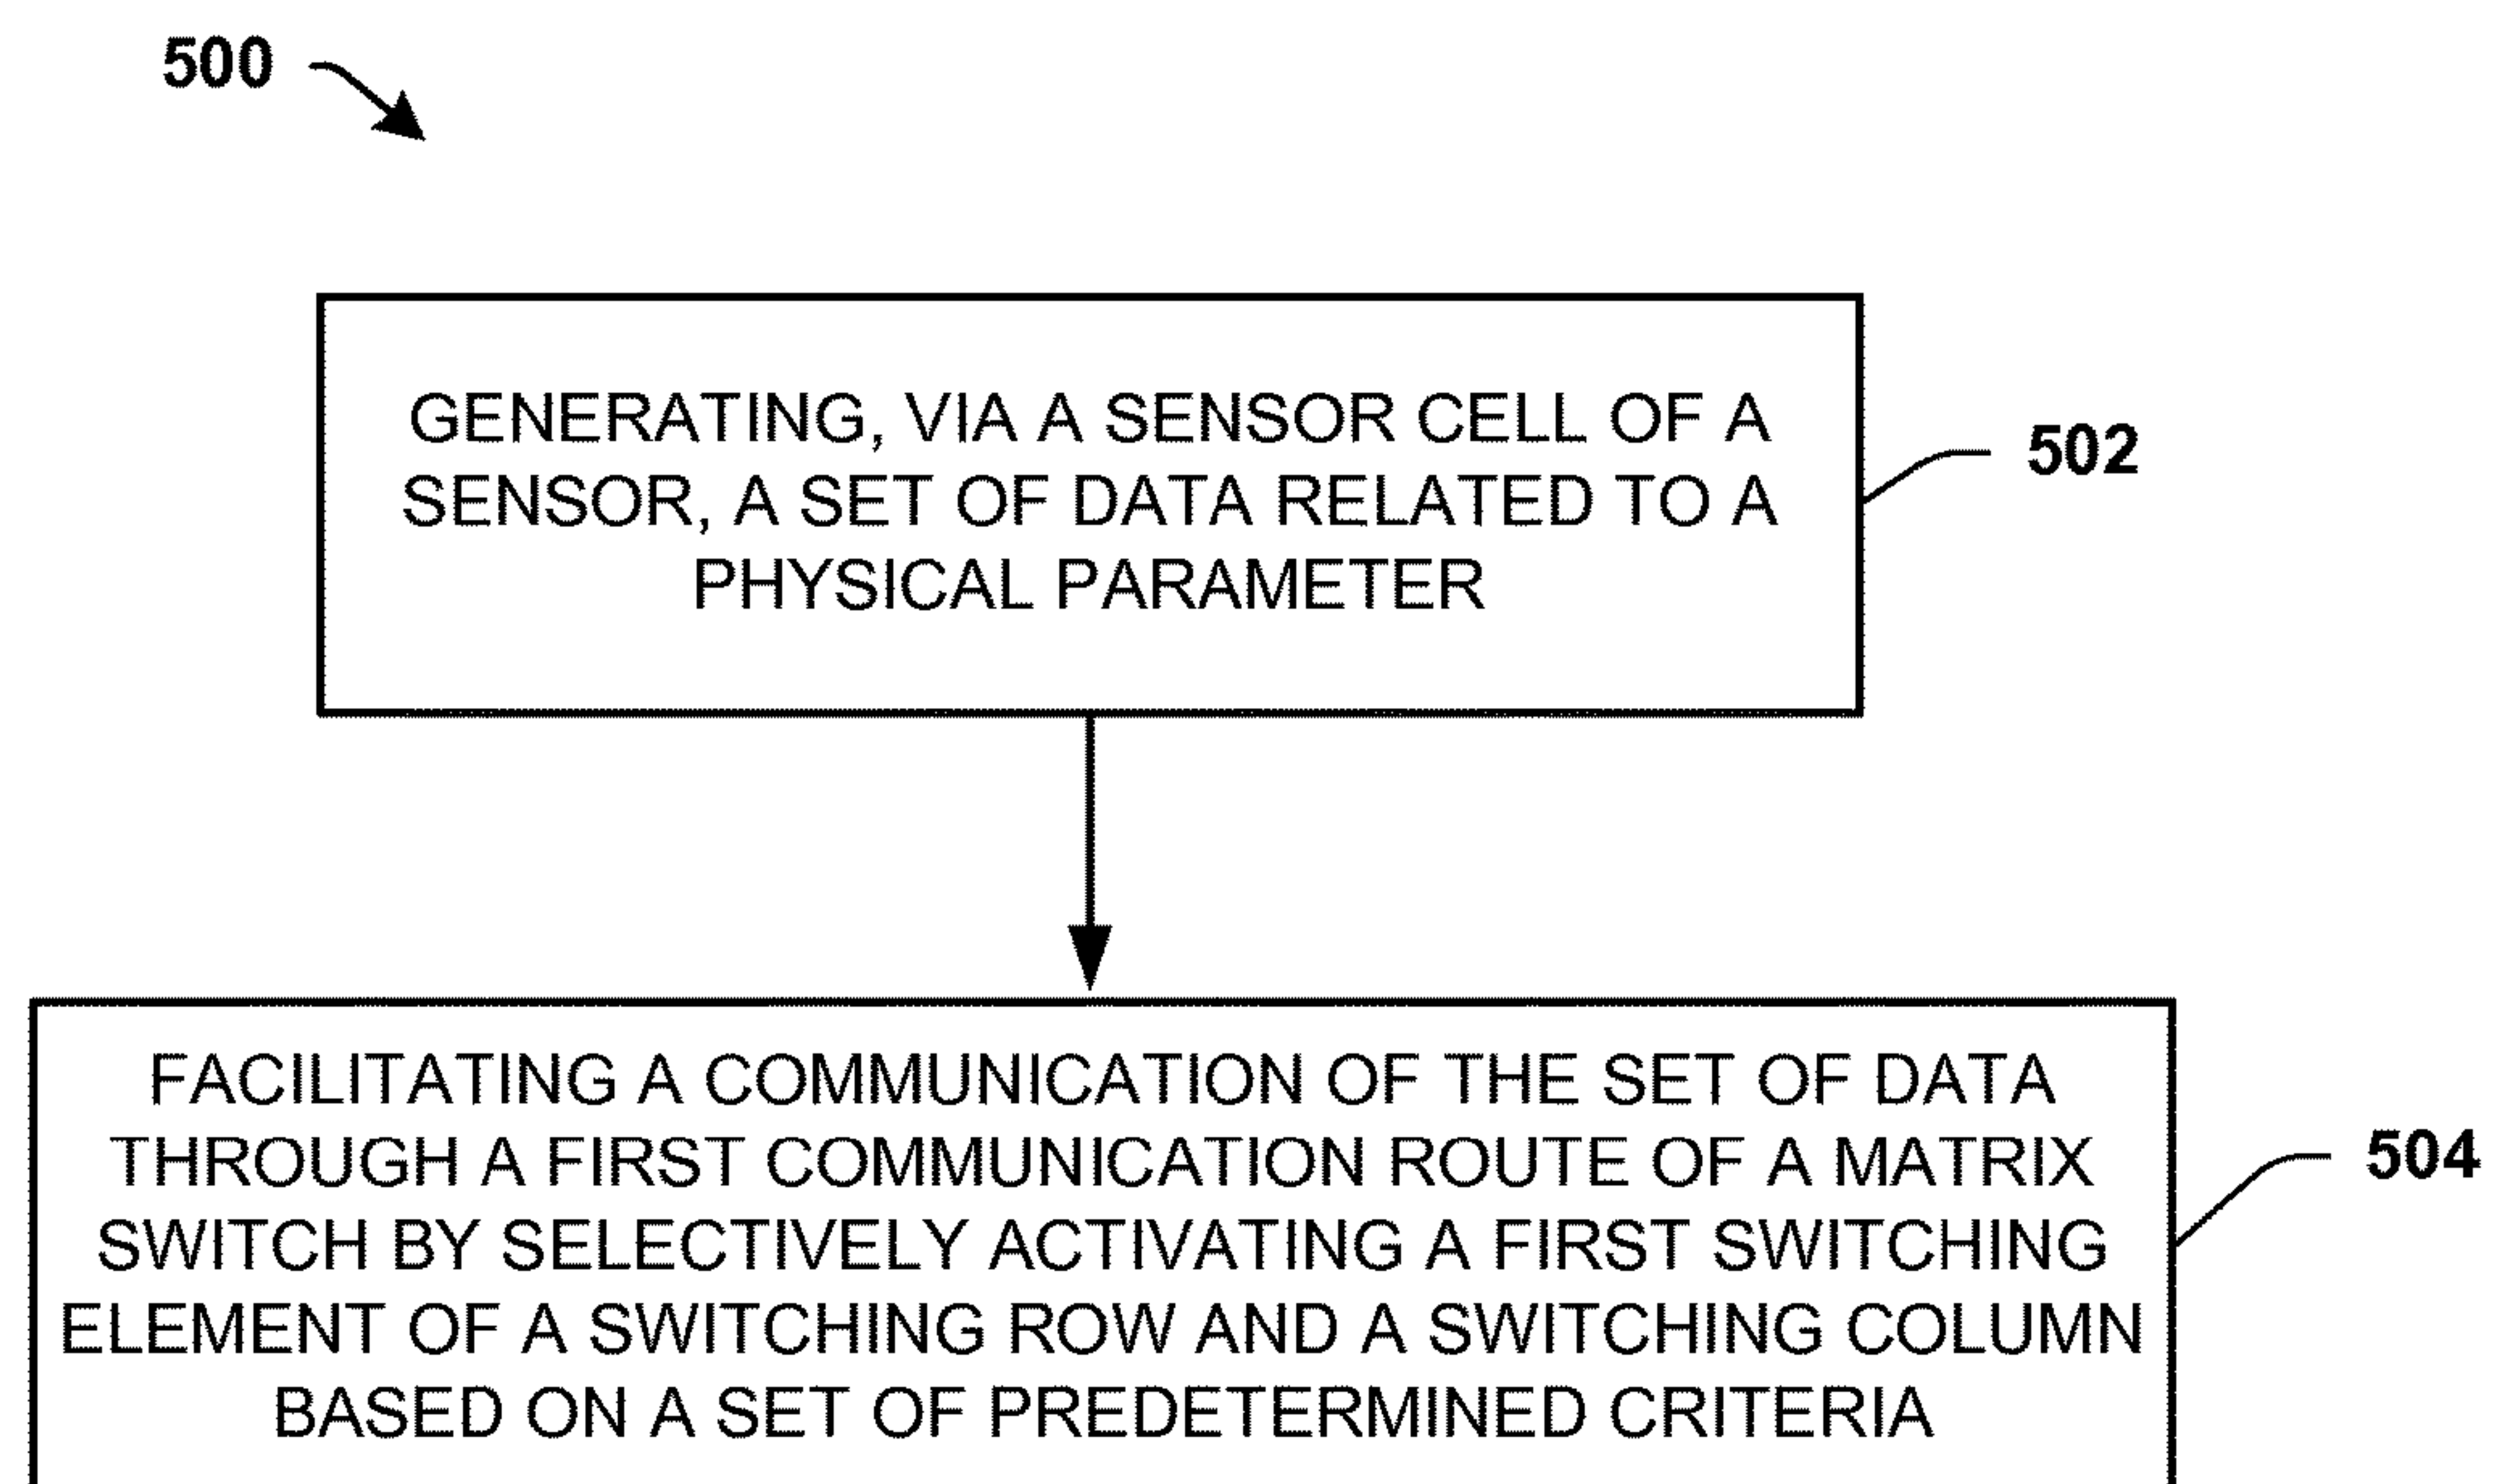 500
GENERATING, VIA A SENSOR CELL OF A
SENSOR, A SET OF DATA RELATED TO A
PHYSICAL PARAMETER
502
FACILITATING A COMMUNICATION OF THE SET OF DATA
THROUGH A FIRST COMMUNICATION ROUTE OF A MATRIX
SWITCH BY SELECTIVELY ACTIVATING A FIRST SWITCHING
ELEMENT OF A SWITCHING ROW AND A SWITCHING COLUMN
BASED ON A SET OF PREDETERMINED CRITERIA
504